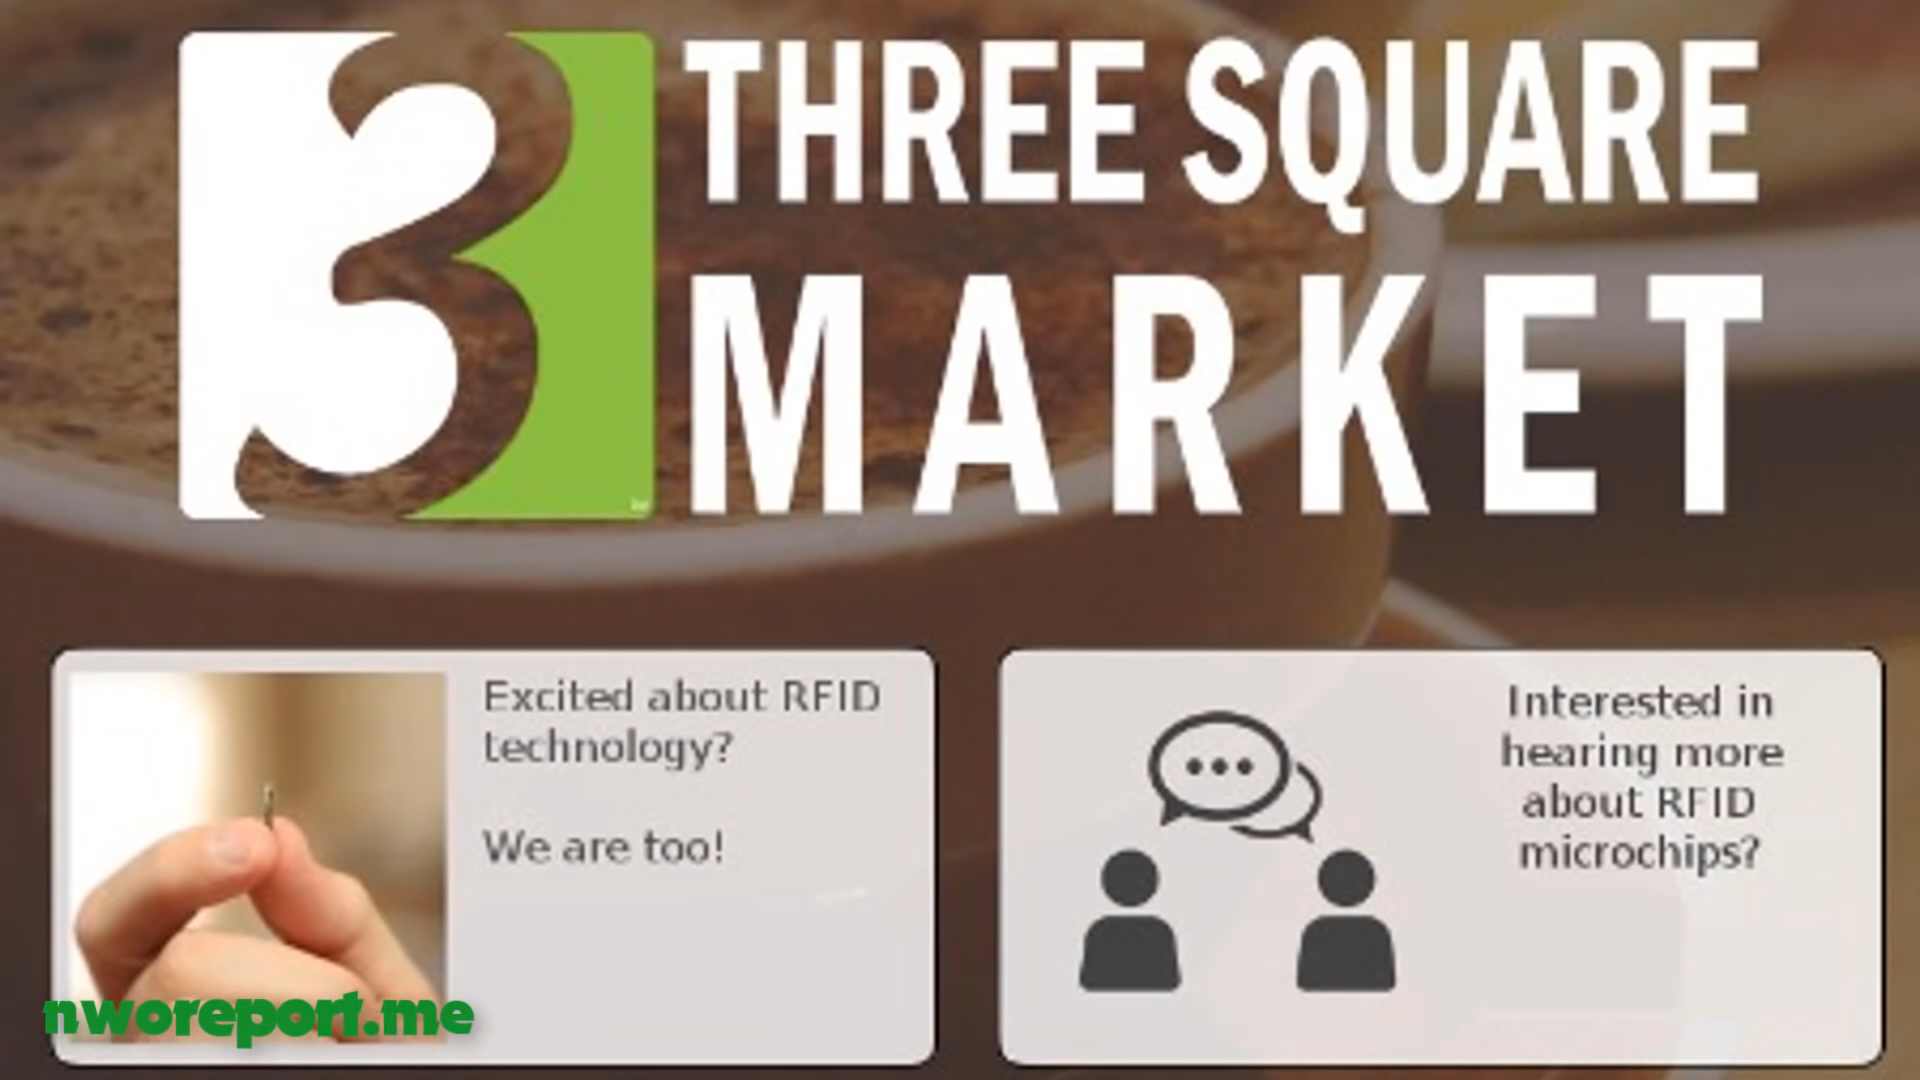 3 THREE SQUARE
MARKET
Excited about RFID
technology?
We are too!
Interested in
hearing more
about RFID
microchips?
nworeport.me